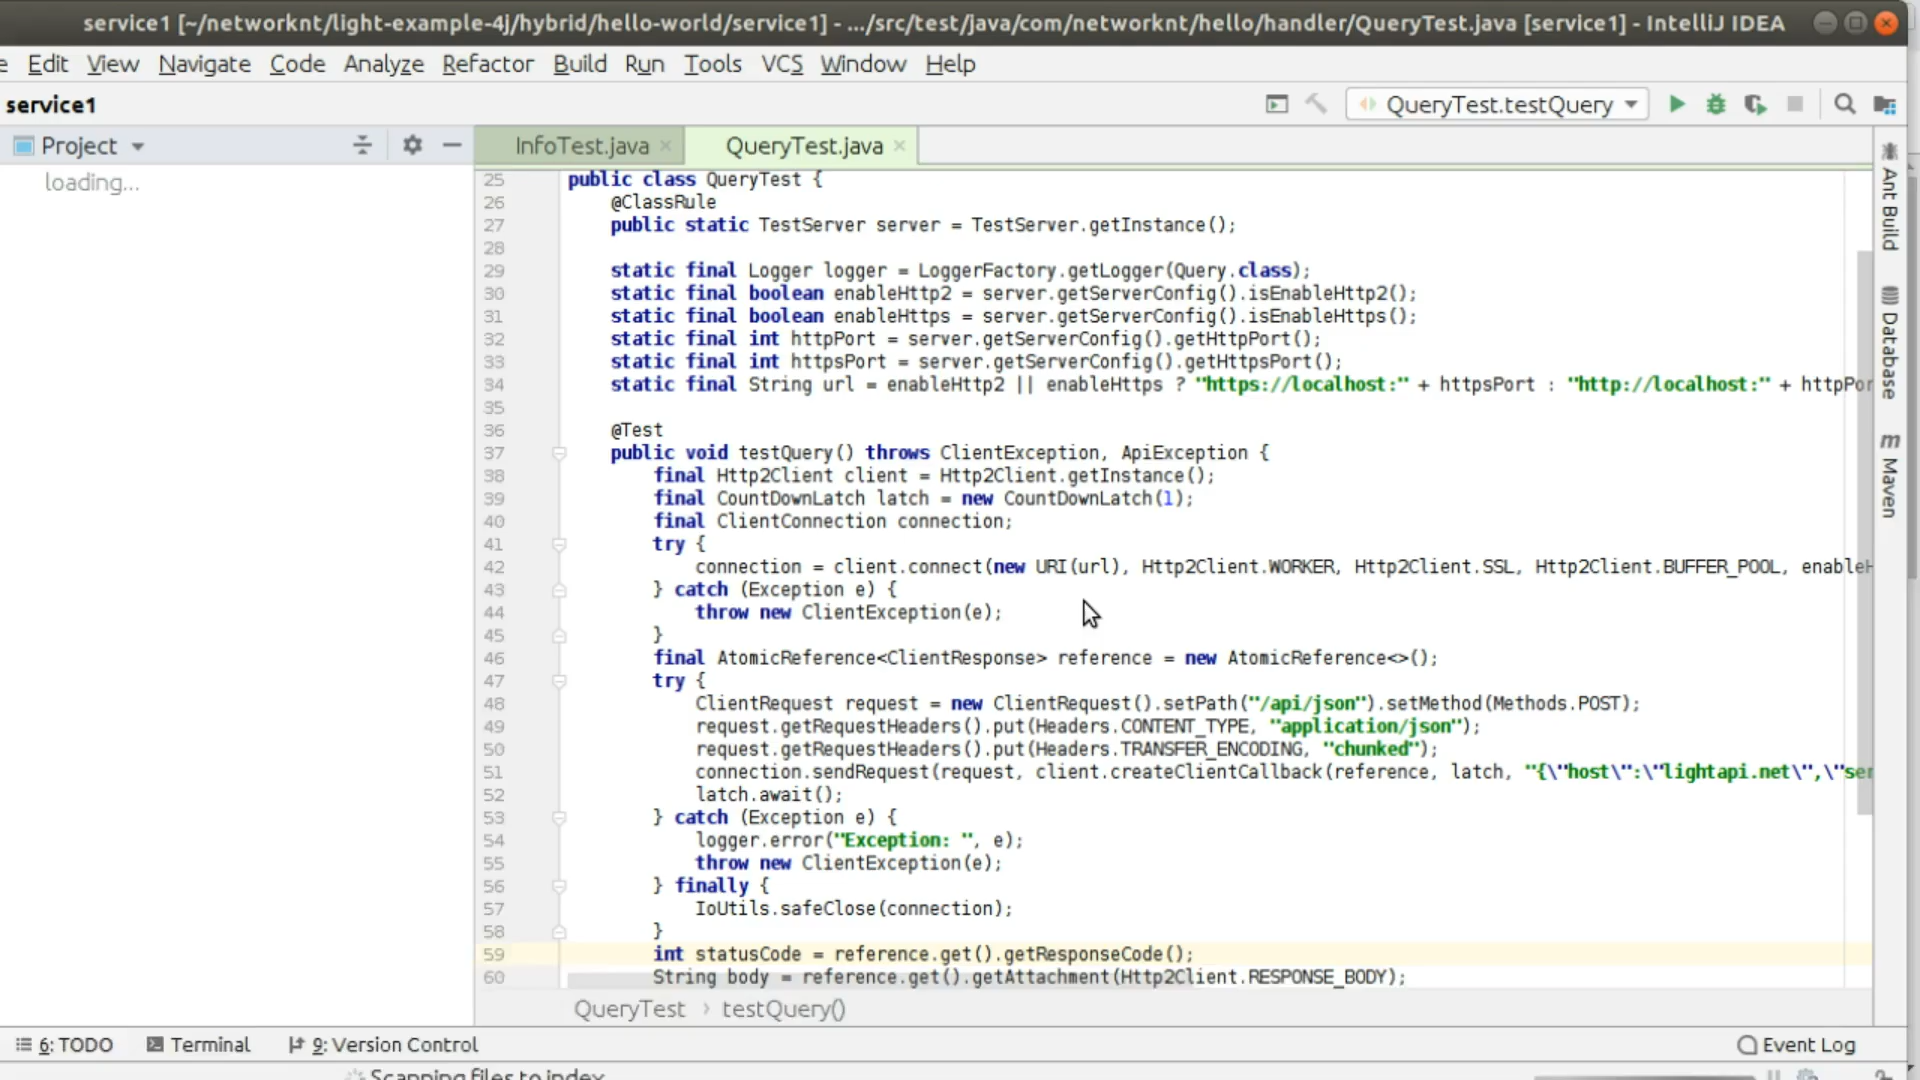 service1 [~/networknt/light-example-4j/hybrid/hello-world/service1] - .../src/test/java/com/networknt/hello/handler/QueryTest.java [service1] - IntelliJ IDEA
Edit View Navigate Code Analyze Refactor Build Run Tools VCS Window Help
service1
QueryTest.testQuery
Project
InfoTest.java
QueryTest.java
loading...
25 public class QueryTest {
26 @ClassRule
27 public static TestServer server = TestServer.getInstance();
28
29 static final Logger logger = LoggerFactory.getLogger(Query.class);
30 static final boolean enableHttp2 = server.getServerConfig().isEnableHttp2();
31 static final boolean enableHttps = server.getServerConfig().isEnableHttps();
32 static final int httpPort = server.getServerConfig().getHttpPort();
33 static final int httpsPort = server.getServerConfig().getHttpsPort();
34 static final String url = enableHttp2 || enableHttps ? "https://localhost:" + httpsPort : "http://localhost:" + httpPor
35
36 @Test
37 public void testQuery() throws ClientException, ApiException {
38 final Http2Client client = Http2Client.getInstance();
39 final CountDownLatch latch = new CountDownLatch(1);
40 final ClientConnection connection;
41 try {
42 connection = client.connect(new URI(url), Http2Client.WORKER, Http2Client.SSL, Http2Client.BUFFER_POOL, enableH
43 } catch (Exception e) {
44 throw new ClientException(e);
45 }
46 final AtomicReference<ClientResponse> reference = new AtomicReference<>();
47 try {
48 ClientRequest request = new ClientRequest().setPath("/api/json").setMethod(Methods.POST);
49 request.getRequestHeaders().put(Headers.CONTENT_TYPE, "application/json");
50 request.getRequestHeaders().put(Headers.TRANSFER_ENCODING, "chunked");
51 connection.sendRequest(request, client.createClientCallback(reference, latch, "{\"host\":\"lightapi.net\",\"ser
52 latch.await();
53 } catch (Exception e) {
54 logger.error("Exception: ", e);
55 throw new ClientException(e);
56 } finally {
57 IoUtils.safeClose(connection);
58 }
59 int statusCode = reference.get().getResponseCode();
60 String body = reference.get().getAttachment(Http2Client.RESPONSE_BODY);
QueryTest › testQuery()
Ant Build
Database
m Maven
6: TODO
Terminal
9: Version Control
Event Log
Scanning files to index